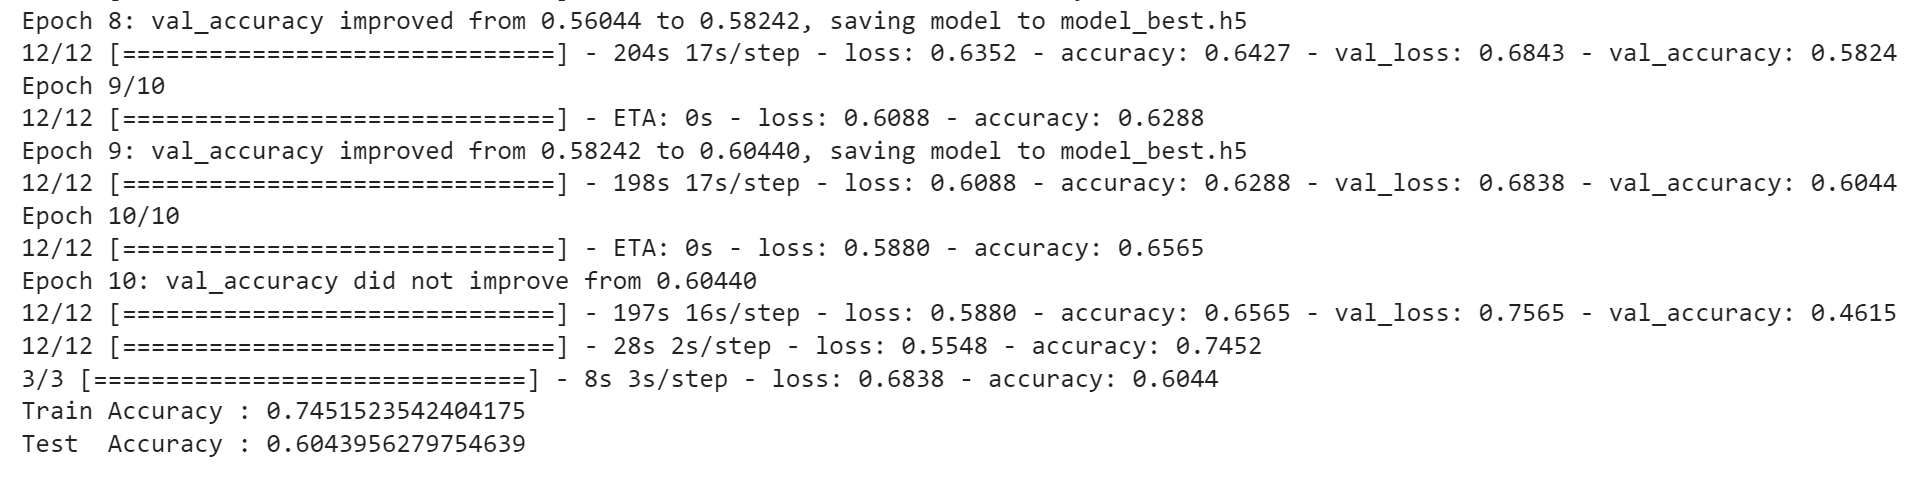 Epoch 8: val_accuracy improved from 0.56044 to 0.58242, saving model to model_best.h5
12/12 [==============================] - 204s 17s/step - loss: 0.6352 - accuracy: 0.6427 - val_loss: 0.6843 - val_accuracy: 0.5824
Epoch 9/10
12/12 [==============================] - ETA: 0s - loss: 0.6088 - accuracy: 0.6288
Epoch 9: val_accuracy improved from 0.58242 to 0.60440, saving model to model_best.h5
12/12 [==============================] - 198s 17s/step - loss: 0.6088 - accuracy: 0.6288 - val_loss: 0.6838 - val_accuracy: 0.6044
Epoch 10/10
12/12 [==============================] - ETA: 0s - loss: 0.5880 - accuracy: 0.6565
Epoch 10: val_accuracy did not improve from 0.60440
12/12 [==============================] - 197s 16s/step - loss: 0.5880 - accuracy: 0.6565 - val_loss: 0.7565 - val_accuracy: 0.4615
12/12 [==============================] - 28s 2s/step - loss: 0.5548 - accuracy: 0.7452
3/3 [==============================] - 8s 3s/step - loss: 0.6838 - accuracy: 0.6044
Train Accuracy : 0.7451523542404175
Test  Accuracy : 0.6043956279754639